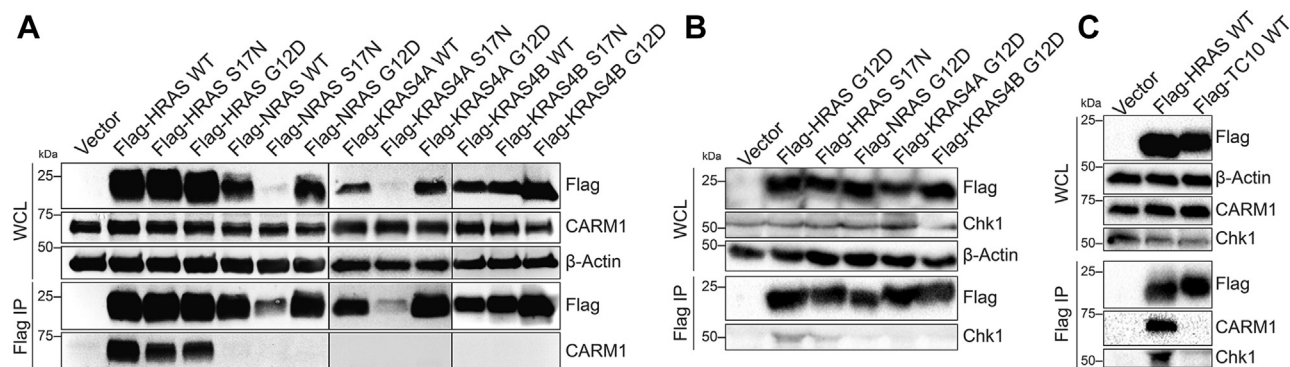 A
Vector
Flag-HRAS WT
Flag-HRAS S17N
Flag-HRAS G12D
Flag-NRAS WT
Flag-NRAS S17N
Flag-NRAS G12D
Flag-KRAS4A WT
Flag-KRAS4A S17N
Flag-KRAS4A G12D
Flag-KRAS4B WT
Flag-KRAS4B S17N
Flag-KRAS4B G12D
kDa
WCL
25
Flag
75
CARM1
50
β-Actin
Flag IP
25
Flag
75
CARM1
B
Vector
Flag-HRAS G12D
Flag-HRAS S17N
Flag-NRAS G12D
Flag-KRAS4A G12D
Flag-KRAS4B G12D
kDa
WCL
25
Flag
50
Chk1
50
β-Actin
Flag IP
25
Flag
50
Chk1
C
Vector
Flag-HRAS WT
Flag-TC10 WT
kDa
WCL
25
Flag
50
β-Actin
75
CARM1
50
Chk1
Flag IP
25
Flag
75
CARM1
50
Chk1